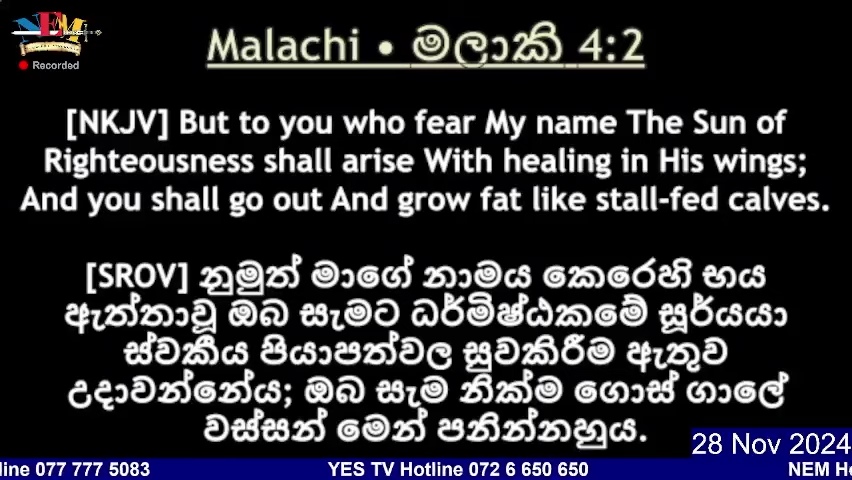 NEM
Recorded
Malachi • මලාකි 4:2
[NKJV] But to you who fear My name The Sun of
Righteousness shall arise With healing in His wings;
And you shall go out And grow fat like stall-fed calves.
[SROV] නුමුත් මාගේ නාමය කෙරෙහි භය
ඇත්තාවූ ඔබ සැමට ධර්මිෂ්ඨකමේ සූර්යයා
ස්වකීය පියාපත්වල සුවකිරීම ඇතුව
උදාවන්නේය; ඔබ සැම නික්ම ගොස් ගාලේ
වස්සන් මෙන් පනින්නහුය.
28 Nov 2024
line 077 777 5083 YES TV Hotline 072 6 650 650 NEM Ho